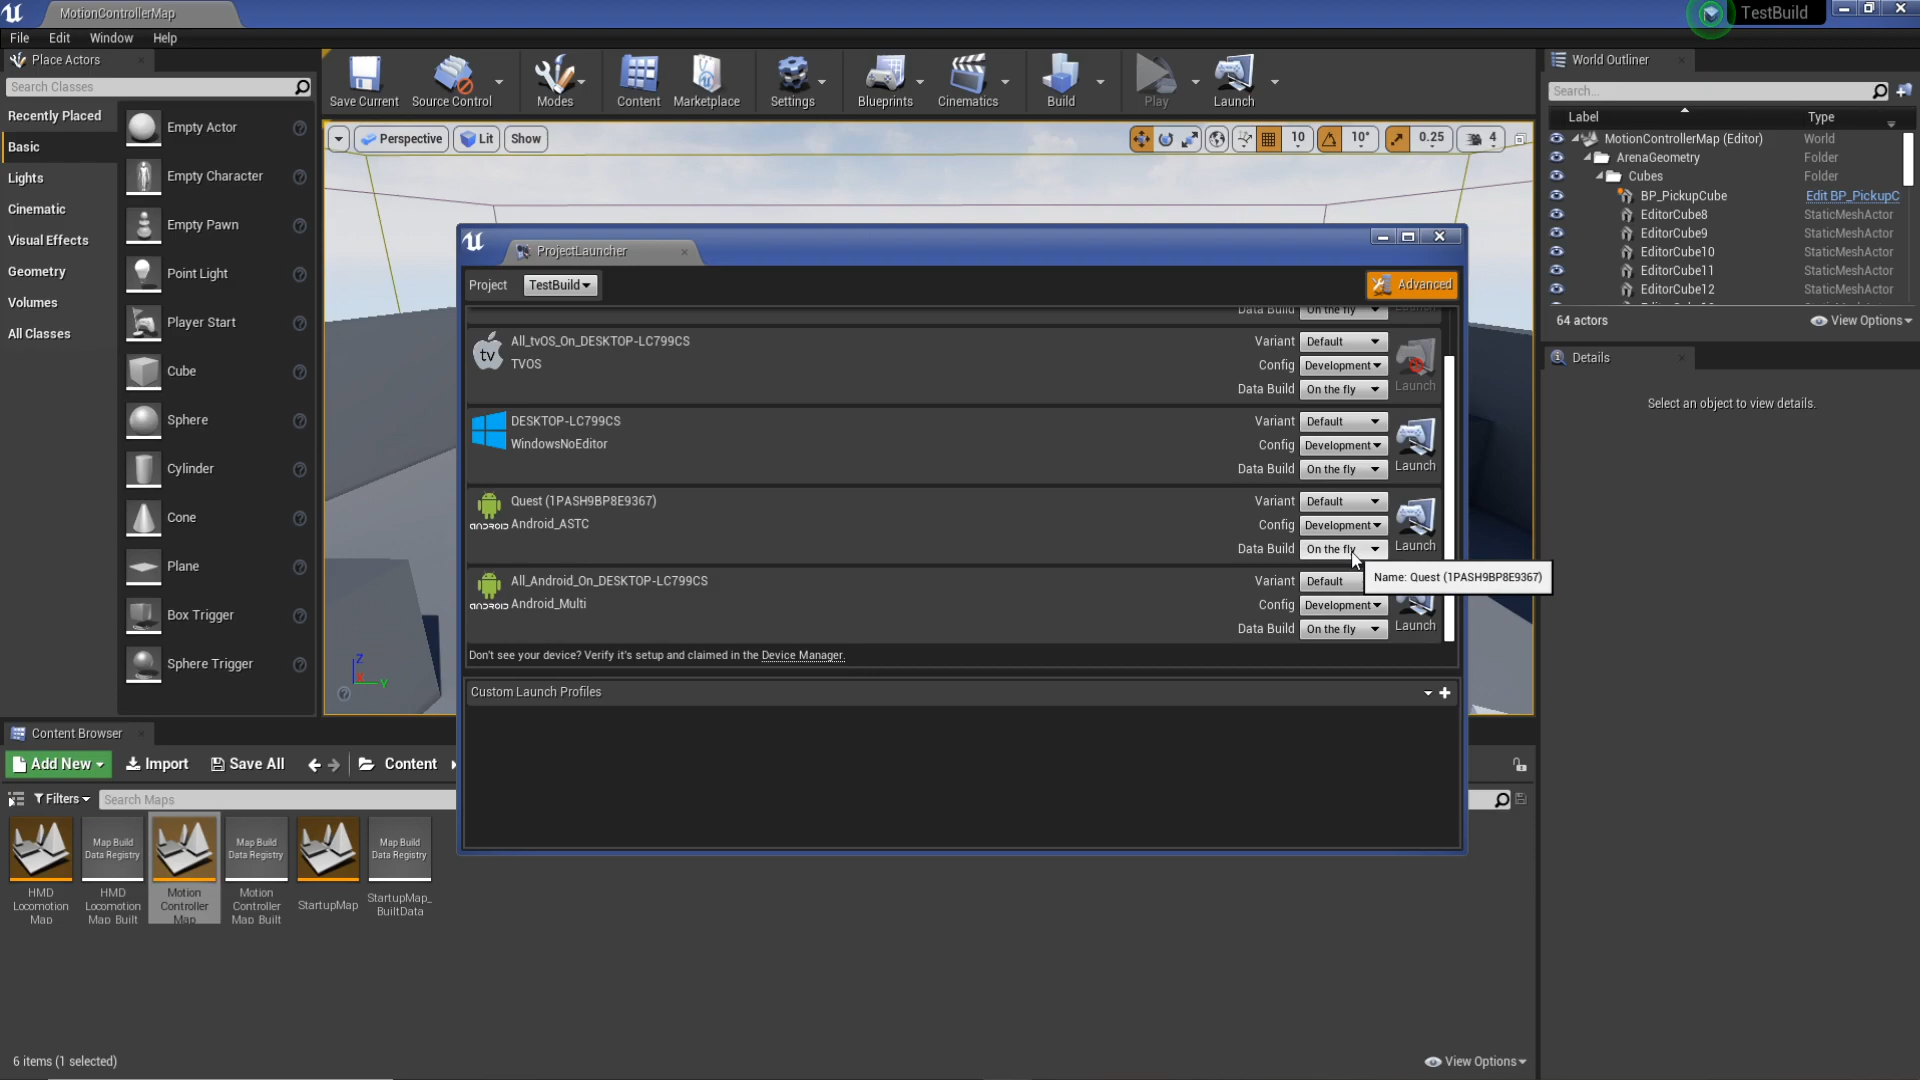 MotionControllerMap
TestBuild
File Edit Window Help
Place Actors
Search Classes
Recently Placed
Basic
Lights
Cinematic
Visual Effects
Geometry
Volumes
All Classes
Empty Actor
Empty Character
Empty Pawn
Point Light
Player Start
Cube
Sphere
Cylinder
Cone
Plane
Box Trigger
Sphere Trigger
Save Current Source Control Modes Content Marketplace Settings Blueprints Cinematics Build Play Launch
Perspective Lit Show
10 10° 0.25 4
ProjectLauncher
Project TestBuild Advanced
Data Build On the fly Launch
All_tvOS_On_DESKTOP-LC799CS
TVOS
tv
Variant Default
Config Development
Data Build On the fly
Launch
DESKTOP-LC799CS
WindowsNoEditor
Variant Default
Config Development
Data Build On the fly
Launch
Quest (1PASH9BP8E9367)
Android_ASTC
ANDROID
Variant Default
Config Development
Data Build On the fly
Launch
Name: Quest (1PASH9BP8E9367)
All_Android_On_DESKTOP-LC799CS
Android_Multi
ANDROID
Variant Default
Config Development
Data Build On the fly
Launch
Don't see your device? Verify it's setup and claimed in the Device Manager.
Custom Launch Profiles
Z
Y
World Outliner
Search...
Label Type
MotionControllerMap (Editor) World
ArenaGeometry Folder
Cubes Folder
BP_PickupCube Edit BP_PickupC
EditorCube8 StaticMeshActor
EditorCube9 StaticMeshActor
EditorCube10 StaticMeshActor
EditorCube11 StaticMeshActor
EditorCube12 StaticMeshActor
64 actors View Options
Details
Select an object to view details.
Content Browser
Add New Import Save All Content
Filters Search Maps
Map Build Data Registry
Map Build Data Registry
Map Build Data Registry
HMD Locomotion Map
HMD Locomotion Map Built
Motion Controller Map
Motion Controller Map Built
StartupMap
StartupMap_BuiltData
6 items (1 selected)
View Options